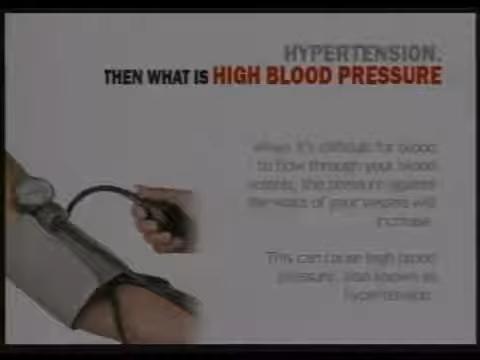 HYPERTENSION.
THEN WHAT IS HIGH BLOOD PRESSURE
When it's difficult for blood
to flow through your blood
vessels, the pressure against
the walls of your vessels will
increase.
This can cause high blood
pressure, also known as
hypertension.